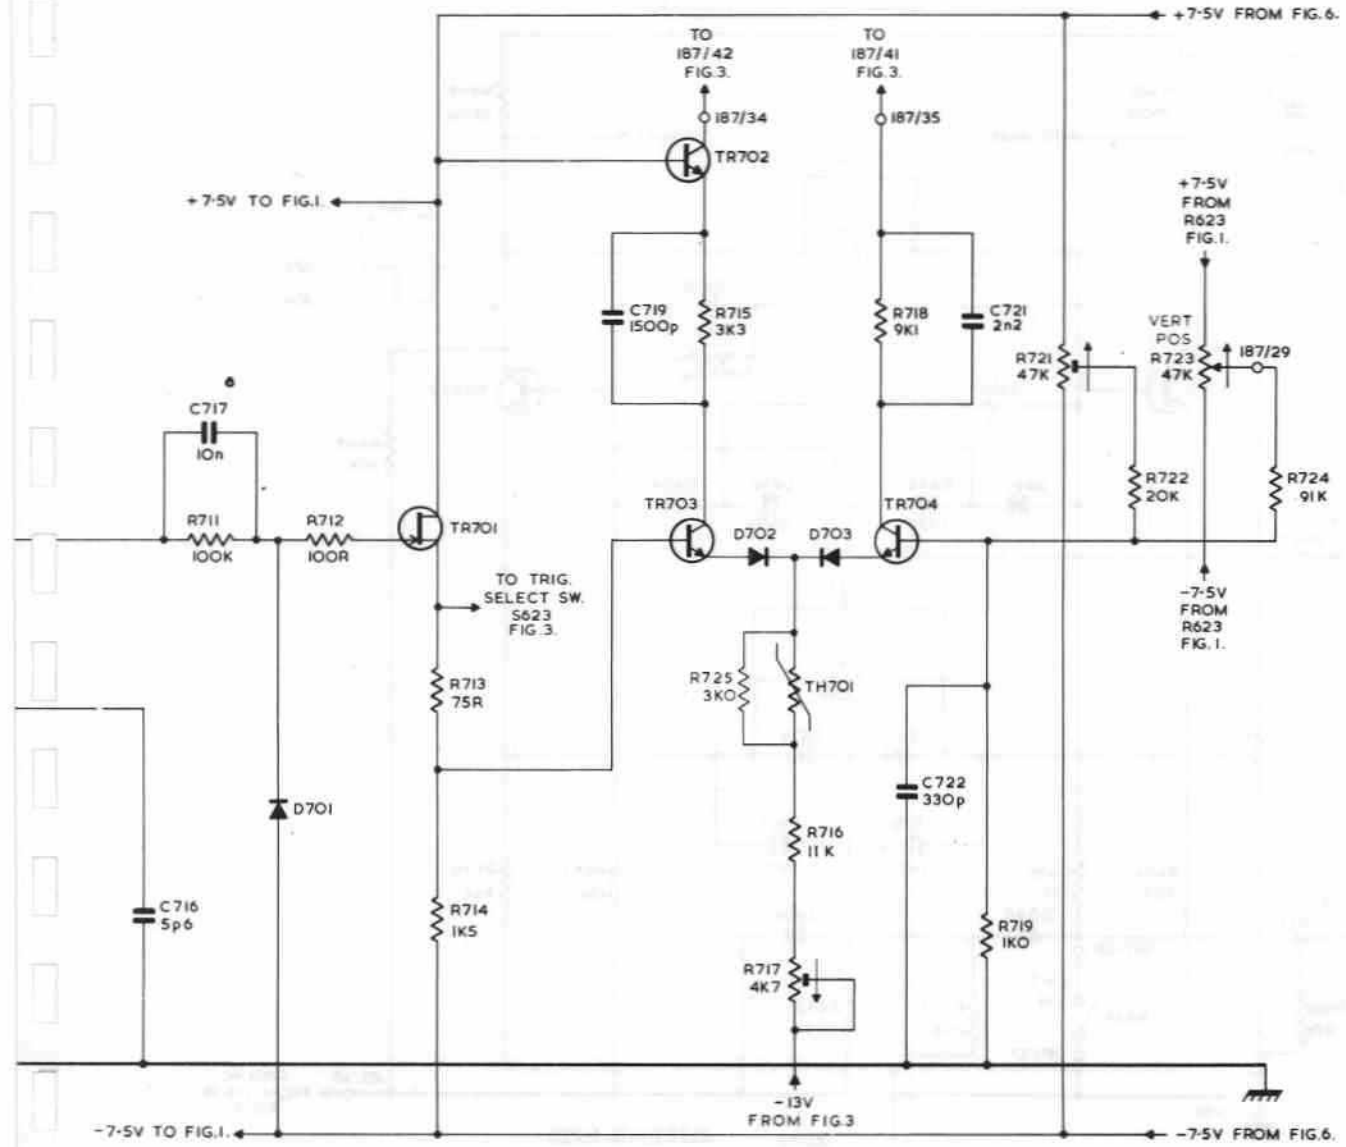 +7·5V FROM FIG.6.
TO
187/42
FIG.3.
TO
187/41
FIG.3.
187/34
187/35
TR702
+7·5V TO FIG.1.
+7·5V
FROM
R623
FIG.1.
C719
1500p
R715
3K3
R718
9K1
C721
2n2
VERT
POS
R721
47K
R723
47K
187/29
C717
10n
R711
100K
R712
100R
TR701
TR703
TR704
D702
D703
R722
20K
R724
91K
TO TRIG.
SELECT SW.
S623
FIG.3.
-7·5V
FROM
R623
FIG.1.
R713
75R
R725
3K0
TH701
D701
C722
330p
R716
11K
C716
5p6
R714
1K5
R719
1K0
R717
4K7
-13V
FROM FIG.3
-7·5V TO FIG.1.
-7·5V FROM FIG.6.